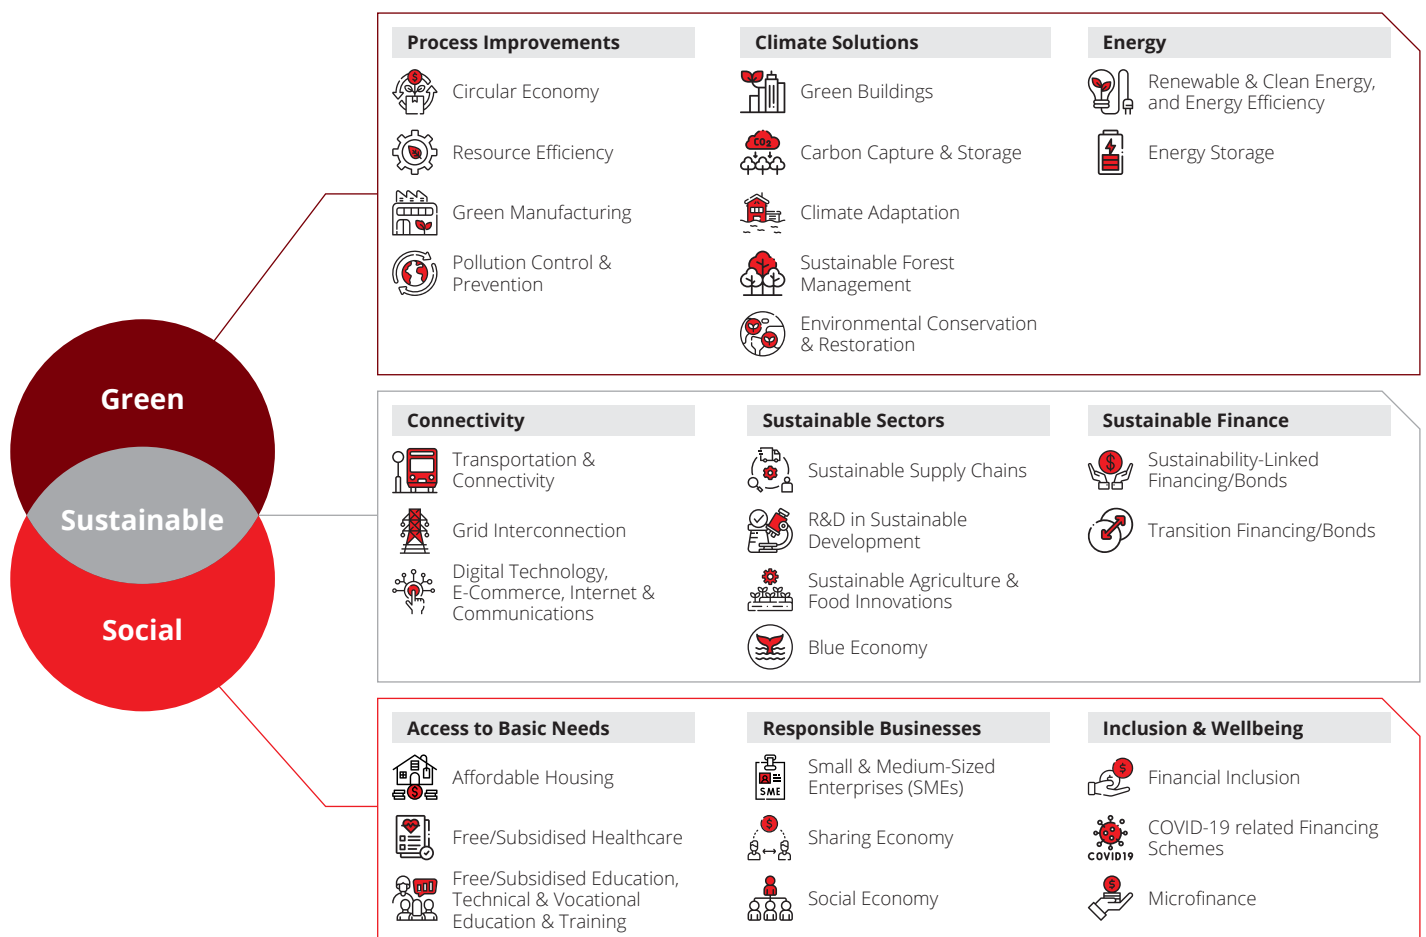 Process Improvements
Circular Economy
Resource Efficiency
Green Manufacturing
Pollution Control &
Prevention
Climate Solutions
Green Buildings
CO2
Carbon Capture & Storage
Climate Adaptation
Sustainable Forest
Management
Environmental Conservation
& Restoration
Energy
Renewable & Clean Energy,
and Energy Efficiency
Energy Storage
Green
Sustainable
Social
Connectivity
Transportation &
Connectivity
Grid Interconnection
Digital Technology,
E-Commerce, Internet &
Communications
Sustainable Sectors
Sustainable Supply Chains
R&D in Sustainable
Development
Sustainable Agriculture &
Food Innovations
Blue Economy
Sustainable Finance
$
Sustainability-Linked
Financing/Bonds
Transition Financing/Bonds
Access to Basic Needs
Affordable Housing
Free/Subsidised Healthcare
Free/Subsidised Education,
Technical & Vocational
Education & Training
Responsible Businesses
SME
Small & Medium-Sized
Enterprises (SMEs)
Sharing Economy
Social Economy
Inclusion & Wellbeing
Financial Inclusion
COVID19
COVID-19 related Financing
Schemes
Microfinance